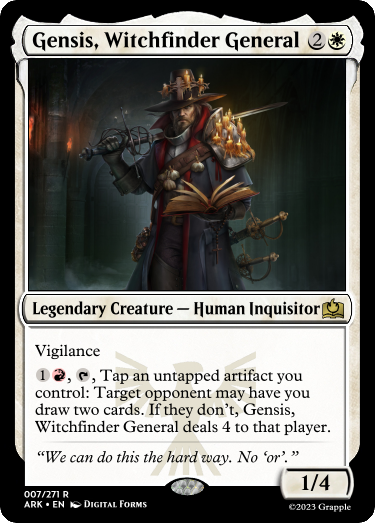 Gensis, Witchfinder General 2
Legendary Creature — Human Inquisitor
Vigilance
1 , , Tap an untapped artifact you
control: Target opponent may have you
draw two cards. If they don't, Gensis,
Witchfinder General deals 4 to that player.
“We can do this the hard way. No ‘or’.”
1/4
007/271 R
ARK • EN Digital Forms
©2023 Grapple